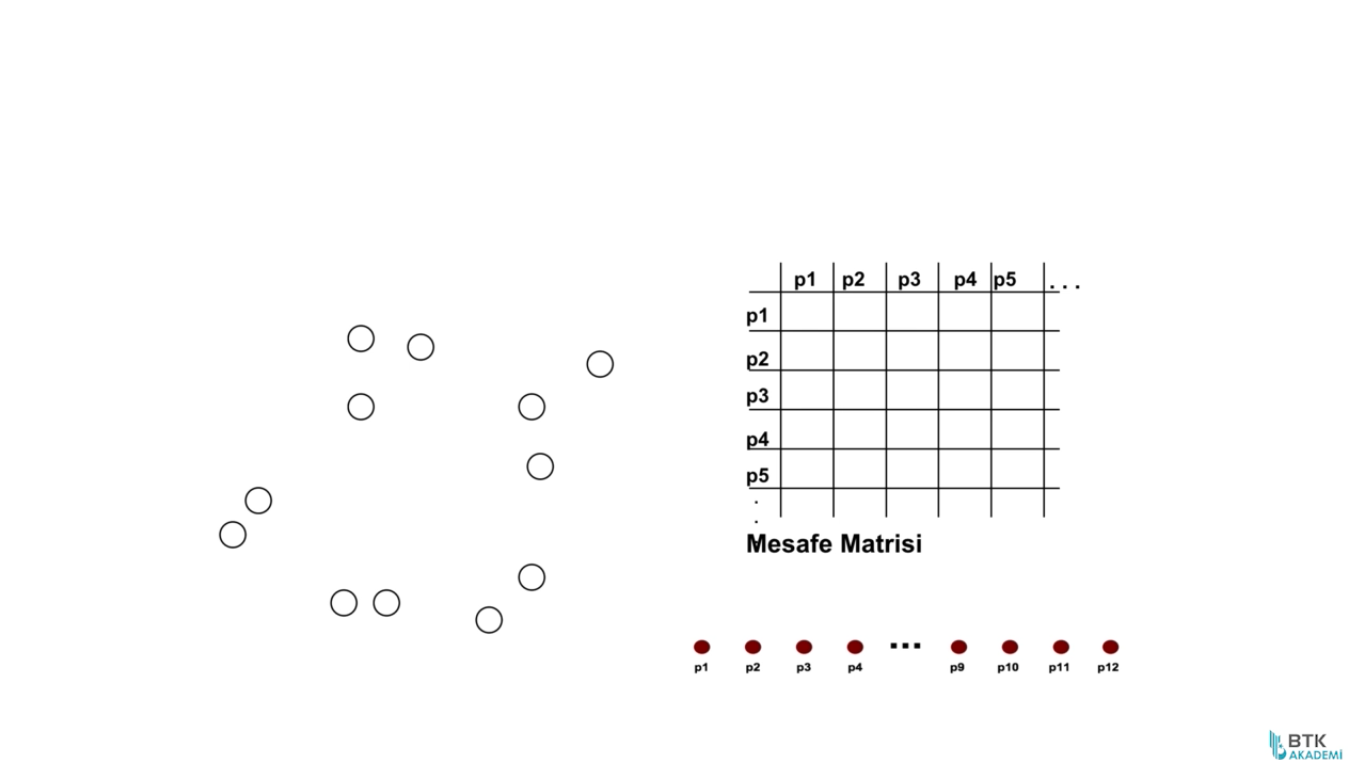 p1 p2 p3 p4 p5 ...
p1
p2
p3
p4
p5
.
.
.
Mesafe Matrisi
...
p1 p2 p3 p4 p9 p10 p11 p12
BTK
AKADEMİ